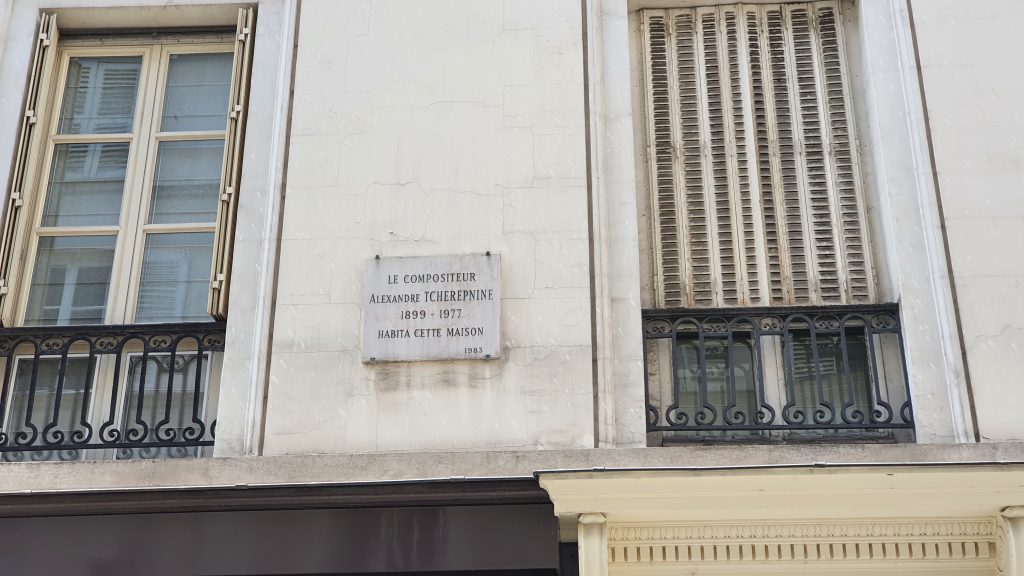 LE COMPOSITEUR
ALEXANDRE TCHEREPNINE
1899 - 1977
HABITA CETTE MAISON
1983